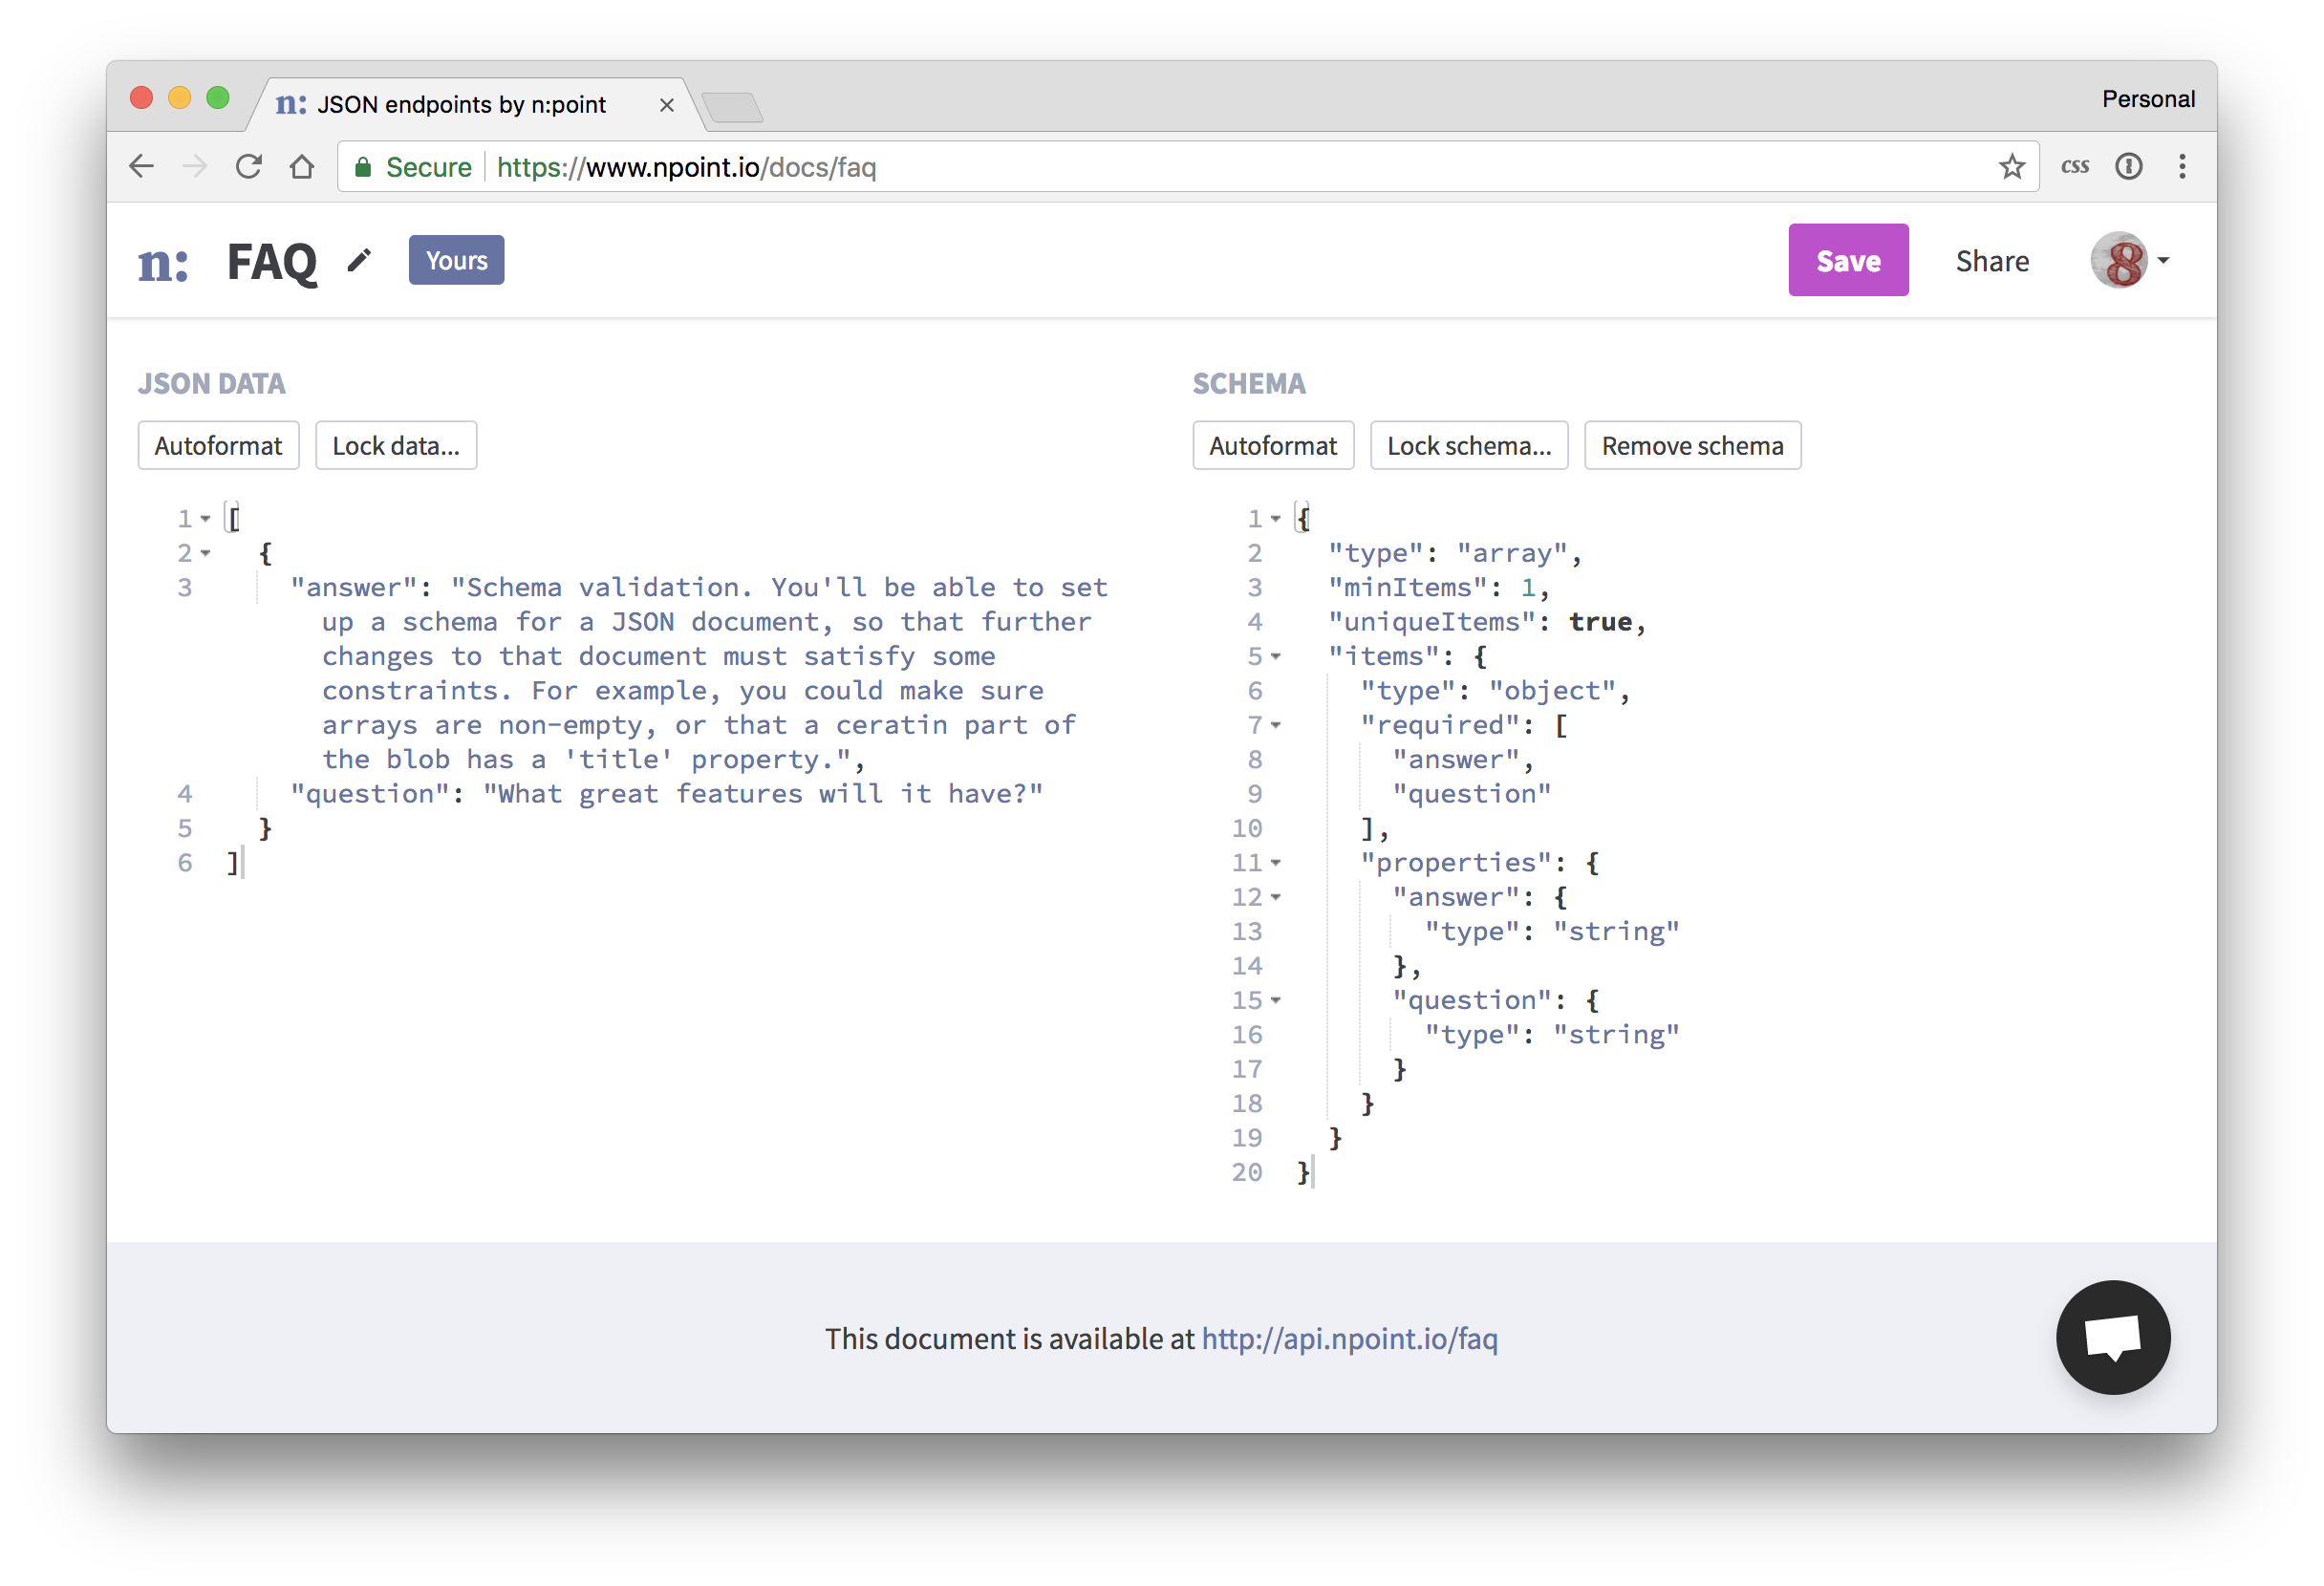 n: JSON endpoints by n:point ×
Personal
Secure https://www.npoint.io/docs/faq
css
n: FAQ Yours Save Share 8
JSON DATA
Autoformat Lock data...
1 [
2 {
3 "answer": "Schema validation. You'll be able to set
up a schema for a JSON document, so that further
changes to that document must satisfy some
constraints. For example, you could make sure
arrays are non-empty, or that a ceratin part of
the blob has a 'title' property.",
4 "question": "What great features will it have?"
5 }
6 ]
SCHEMA
Autoformat Lock schema... Remove schema
1 {
2 "type": "array",
3 "minItems": 1,
4 "uniqueItems": true,
5 "items": {
6 "type": "object",
7 "required": [
8 "answer",
9 "question"
10 ],
11 "properties": {
12 "answer": {
13 "type": "string"
14 },
15 "question": {
16 "type": "string"
17 }
18 }
19 }
20 }
This document is available at http://api.npoint.io/faq